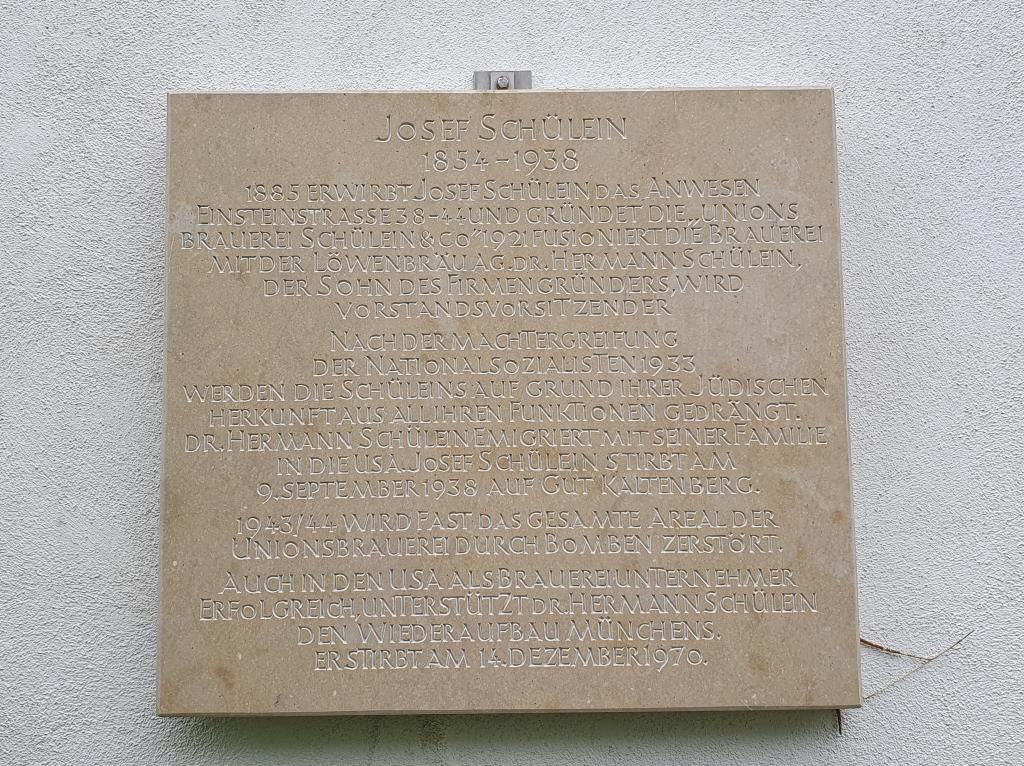 JOSEF SCHÜLEIN
1854-1938
1885 ERWIRBT JOSEF SCHÜLEIN DAS ANWESEN
EINSTEINSTRASSE 38-44 UND GRÜNDET DIE „UNIONS
BRAUEREI SCHÜLEIN & CO" 1921 FUSIONIERT DIE BRAUEREI
MIT DER LÖWENBRÄU AG. DR. HERMANN SCHÜLEIN,
DER SOHN DES FIRMENGRÜNDERS, WIRD
VORSTANDSVORSITZENDER
NACH DER MACHTERGREIFUNG
DER NATIONALSOZIALISTEN 1933
WERDEN DIE SCHÜLEINS AUF GRUND IHRER JÜDISCHEN
HERKUNFT AUS ALL IHREN FUNKTIONEN GEDRÄNGT.
DR. HERMANN SCHÜLEIN EMIGRIERT MIT SEINER FAMILIE
IN DIE USA. JOSEF SCHÜLEIN STIRBT AM
9. SEPTEMBER 1938 AUF GUT KALTENBERG.
1943/44 WIRD FAST DAS GESAMTE AREAL DER
UNIONSBRAUEREI DURCH BOMBEN ZERSTÖRT.
AUCH IN DEN USA ALS BRAUEREIUNTERNEHMER
ERFOLGREICH, UNTERSTÜTZT DR. HERMANN SCHÜLEIN
DEN WIEDERAUFBAU MÜNCHENS.
ER STIRBT AM 14. DEZEMBER 1970.